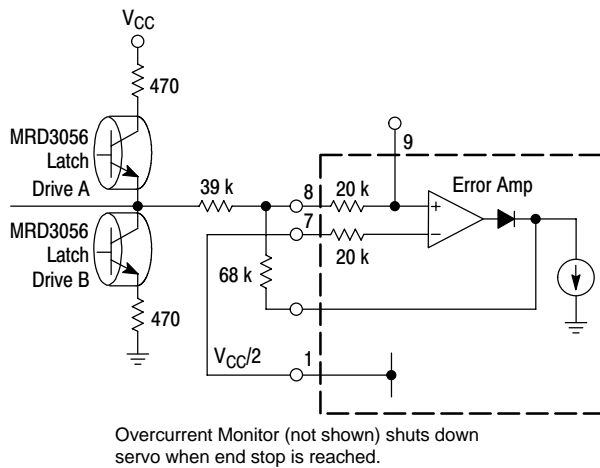 VCC
470
MRD3056
Latch
Drive A
MRD3056
Latch
Drive B
470
39 k
68 k
8
7
20 k
20 k
9
Error Amp
+
−
VCC/2
1
Overcurrent Monitor (not shown) shuts down
servo when end stop is reached.